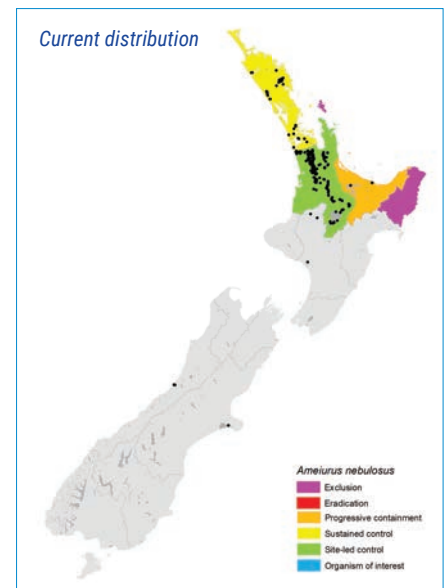 Current distribution
Ameiurus nebulosus
Exclusion
Eradication
Progressive containment
Sustained control
Site-led control
Organism of interest